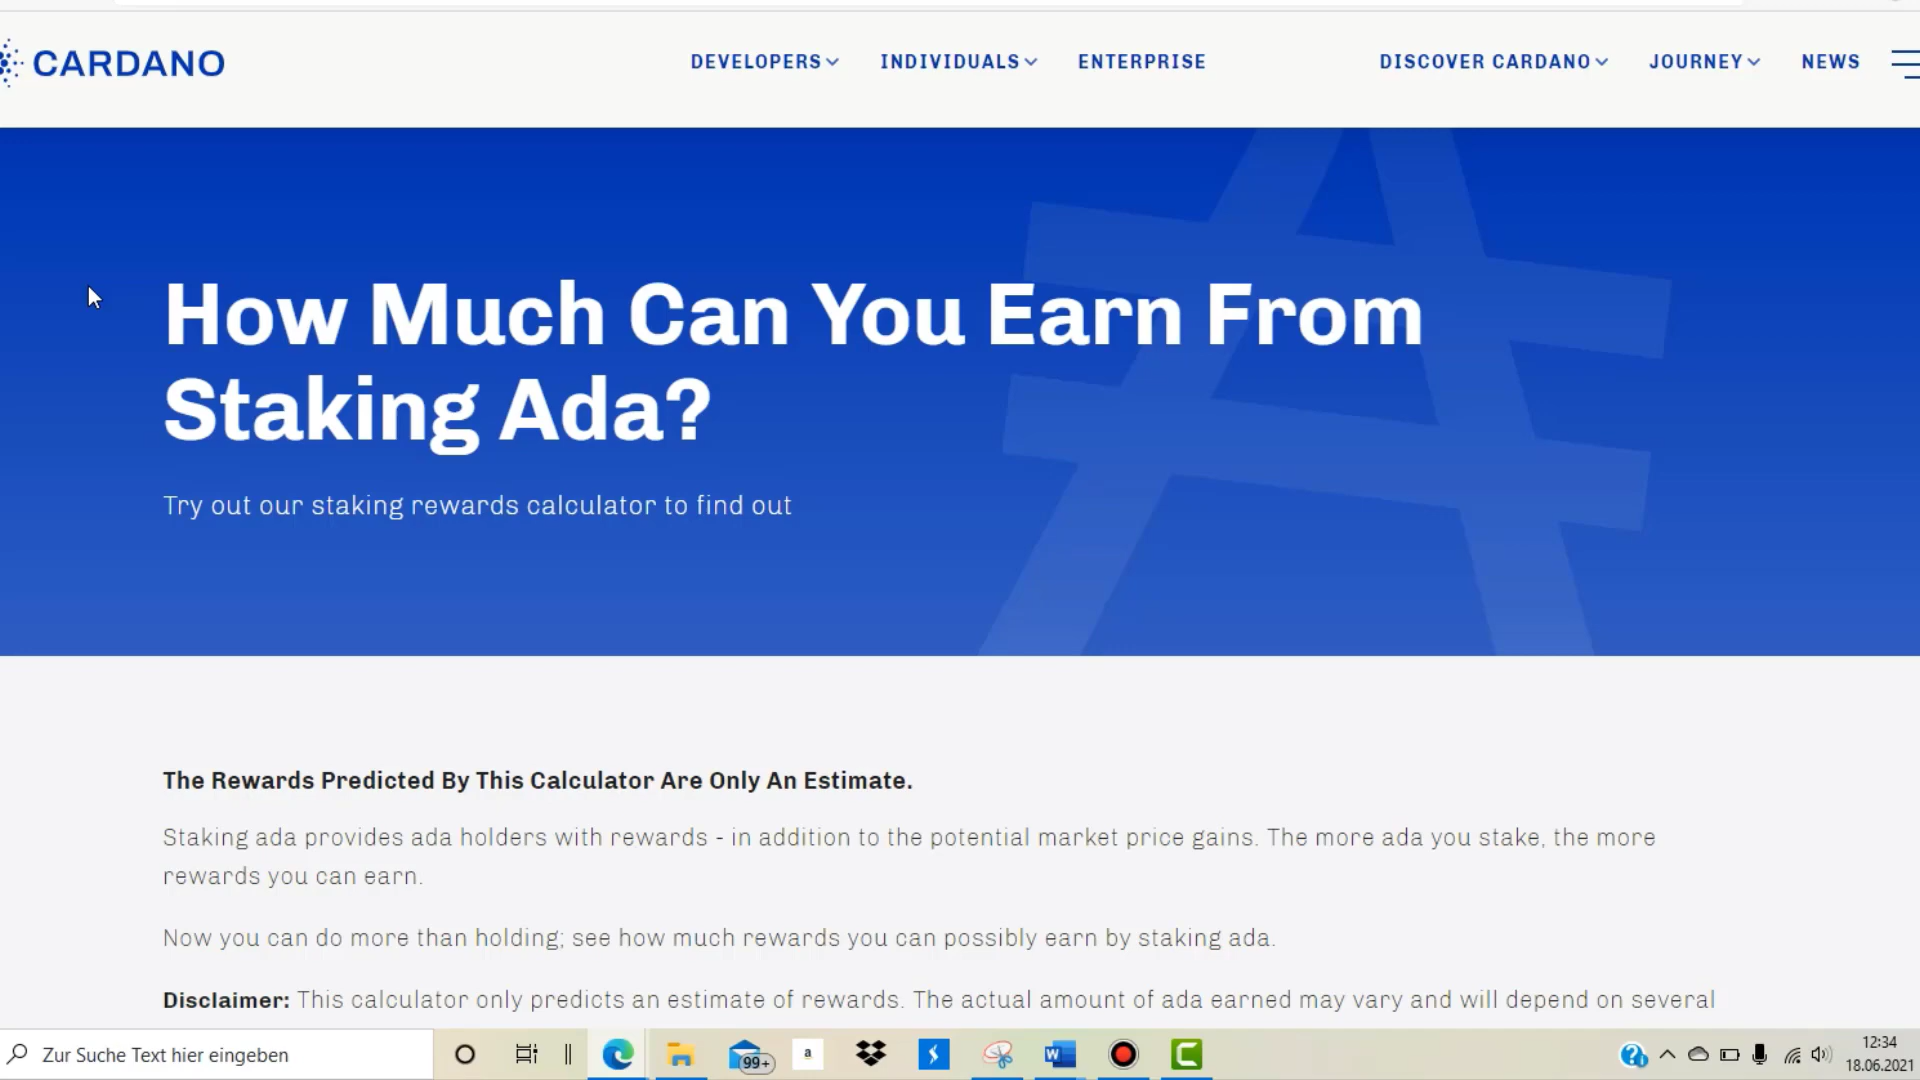 CARDANO
DEVELOPERS
INDIVIDUALS
ENTERPRISE
DISCOVER CARDANO
JOURNEY
NEWS
How Much Can You Earn From
Staking Ada?
Try out our staking rewards calculator to find out
The Rewards Predicted By This Calculator Are Only An Estimate.
Staking ada provides ada holders with rewards - in addition to the potential market price gains. The more ada you stake, the more
rewards you can earn.
Now you can do more than holding; see how much rewards you can possibly earn by staking ada.
Disclaimer: This calculator only predicts an estimate of rewards. The actual amount of ada earned may vary and will depend on several
Zur Suche Text hier eingeben
99+
a
W
12:34
18.06.2021